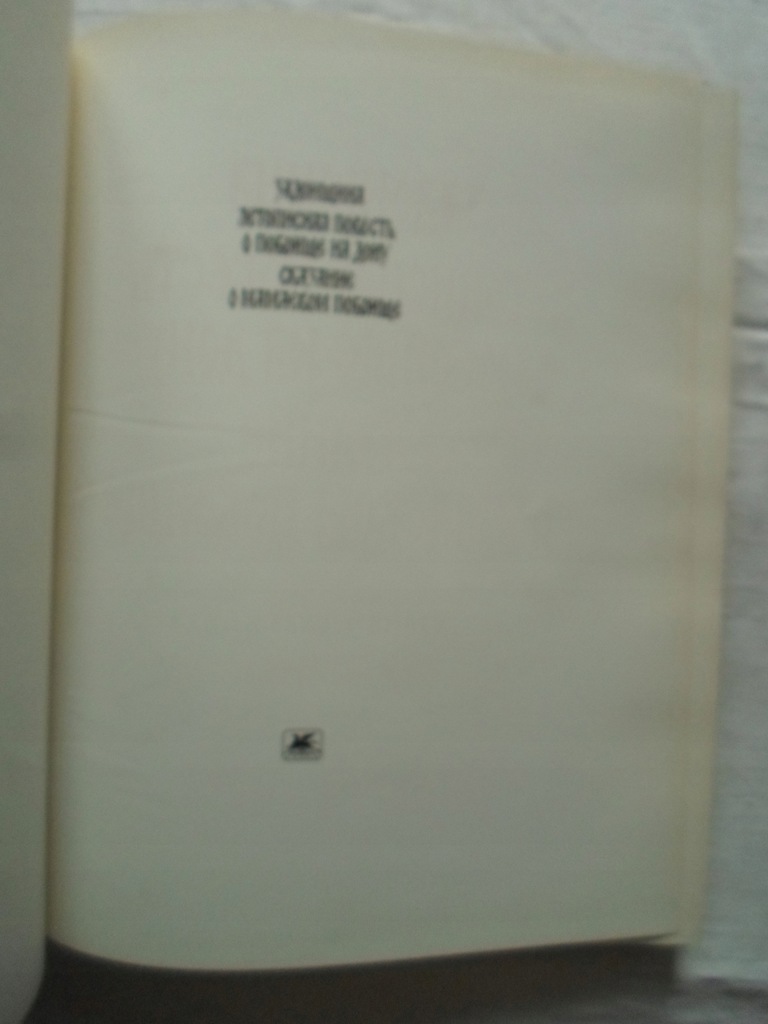 Задонщина
Летописная повесть
о побоище на Дону
Сказание
о Мамаевом побоище